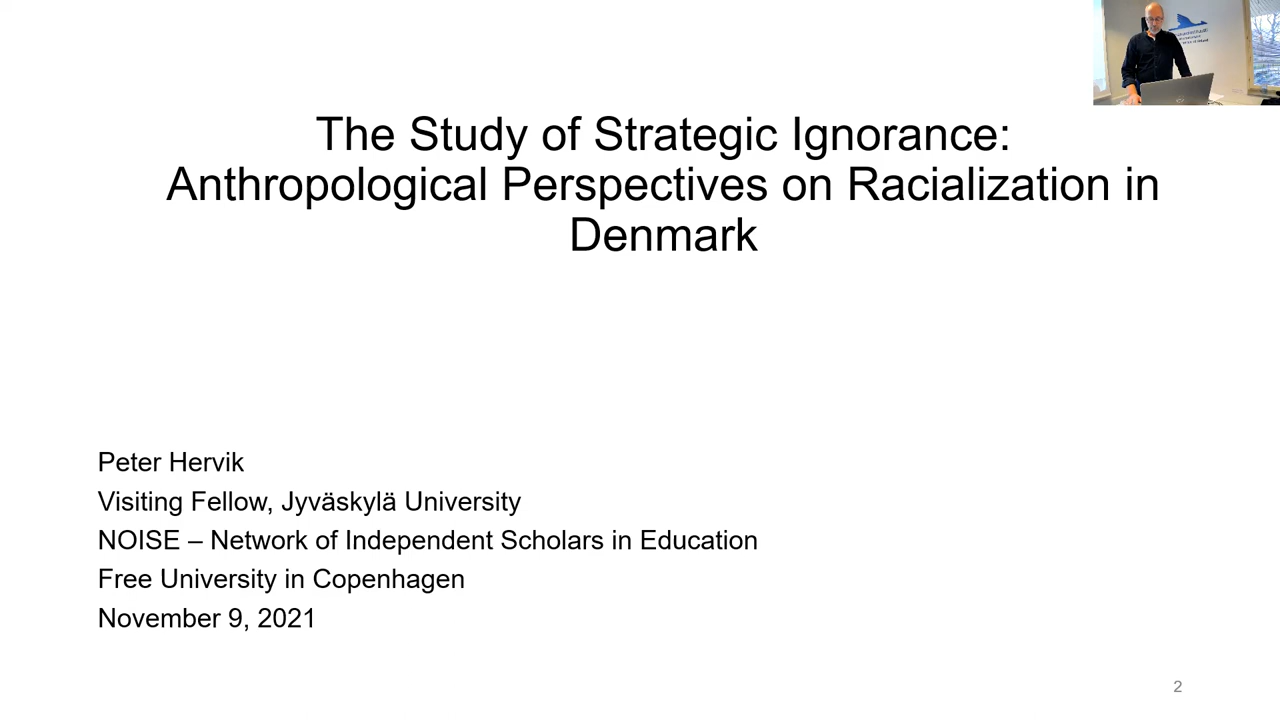 The Study of Strategic Ignorance:
Anthropological Perspectives on Racialization in
Denmark
Peter Hervik
Visiting Fellow, Jyväskylä University
NOISE – Network of Independent Scholars in Education
Free University in Copenhagen
November 9, 2021
2